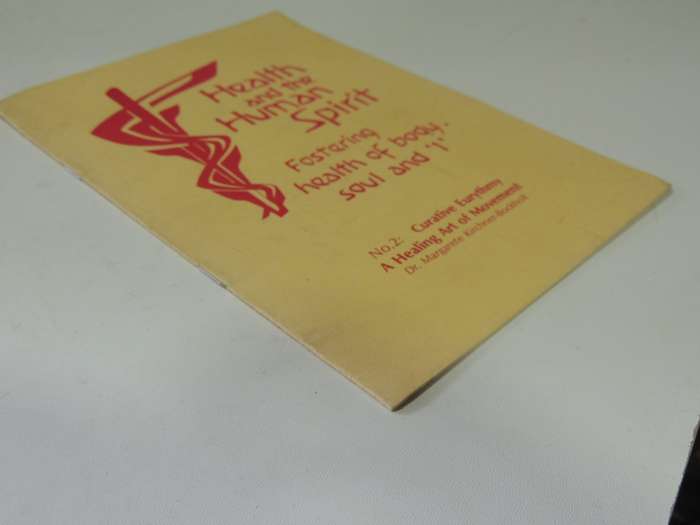 Health
and the
Human
Spirit
Fostering
health of body,
soul and 'I'
No.2: Curative Eurythmy
A Healing Art of Movement
Dr. Margarete Kirchner-Bockholt